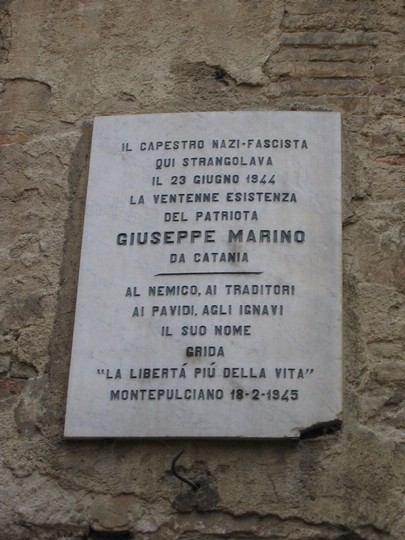 IL CAPESTRO NAZI-FASCISTA
QUI STRANGOLAVA
IL 23 GIUGNO 1944
LA VENTENNE ESISTENZA
DEL PATRIOTA
GIUSEPPE MARINO
DA CATANIA
AL NEMICO, AI TRADITORI
AI PAVIDI, AGLI IGNAVI
IL SUO NOME
GRIDA
"LA LIBERTÁ PIÚ DELLA VITA"
MONTEPULCIANO 18-2-1945